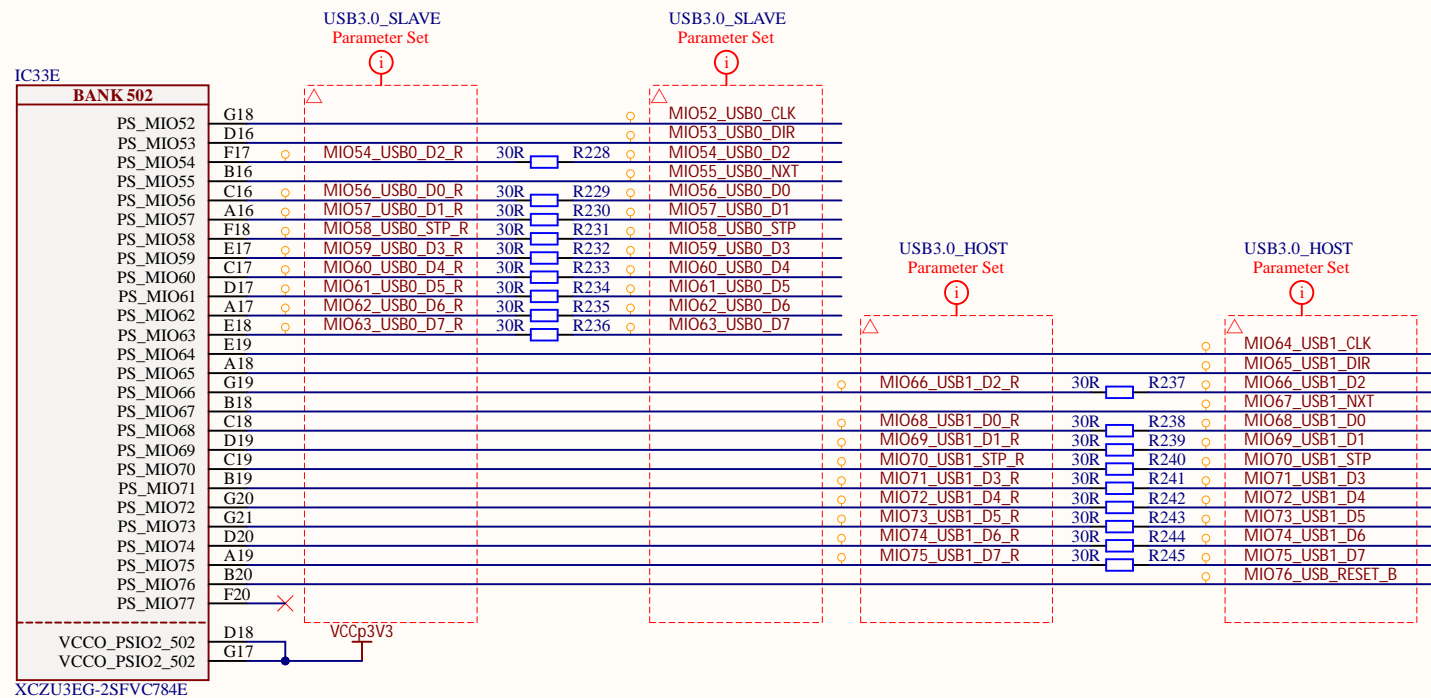 USB3.0_SLAVE USB3.0_SLAVE
Parameter Set Parameter Set
i i
IC33E
BANK 502
PS_MIO52 G18 MIO52_USB0_CLK
PS_MIO53 D16 MIO53_USB0_DIR
PS_MIO54 F17 MIO54_USB0_D2_R 30R R228 MIO54_USB0_D2
PS_MIO55 B16 MIO55_USB0_NXT
PS_MIO56 C16 MIO56_USB0_D0_R 30R R229 MIO56_USB0_D0
PS_MIO57 A16 MIO57_USB0_D1_R 30R R230 MIO57_USB0_D1
PS_MIO58 F18 MIO58_USB0_STP_R 30R R231 MIO58_USB0_STP
PS_MIO59 E17 MIO59_USB0_D3_R 30R R232 MIO59_USB0_D3
PS_MIO60 C17 MIO60_USB0_D4_R 30R R233 MIO60_USB0_D4
PS_MIO61 D17 MIO61_USB0_D5_R 30R R234 MIO61_USB0_D5
PS_MIO62 A17 MIO62_USB0_D6_R 30R R235 MIO62_USB0_D6
PS_MIO63 E18 MIO63_USB0_D7_R 30R R236 MIO63_USB0_D7
USB3.0_HOST USB3.0_HOST
Parameter Set Parameter Set
i i
PS_MIO64 E19 MIO64_USB1_CLK
PS_MIO65 A18 MIO65_USB1_DIR
PS_MIO66 G19 MIO66_USB1_D2_R 30R R237 MIO66_USB1_D2
PS_MIO67 B18 MIO67_USB1_NXT
PS_MIO68 C18 MIO68_USB1_D0_R 30R R238 MIO68_USB1_D0
PS_MIO69 D19 MIO69_USB1_D1_R 30R R239 MIO69_USB1_D1
PS_MIO70 C19 MIO70_USB1_STP_R 30R R240 MIO70_USB1_STP
PS_MIO71 B19 MIO71_USB1_D3_R 30R R241 MIO71_USB1_D3
PS_MIO72 G20 MIO72_USB1_D4_R 30R R242 MIO72_USB1_D4
PS_MIO73 G21 MIO73_USB1_D5_R 30R R243 MIO73_USB1_D5
PS_MIO74 D20 MIO74_USB1_D6_R 30R R244 MIO74_USB1_D6
PS_MIO75 A19 MIO75_USB1_D7_R 30R R245 MIO75_USB1_D7
PS_MIO76 B20 MIO76_USB_RESET_B
PS_MIO77 F20
VCCO_PSIO2_502 D18 VCCp3V3
VCCO_PSIO2_502 G17
XCZU3EG-2SFVC784E